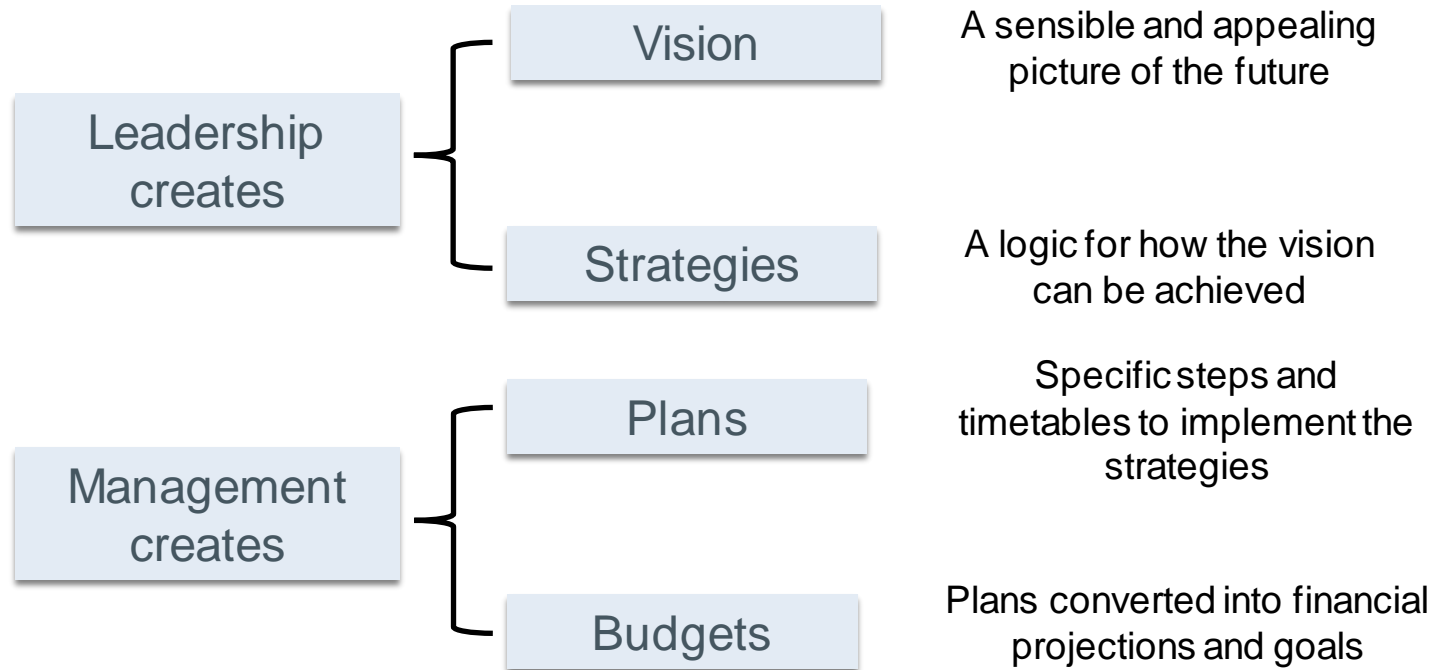 Leadership
creates
Vision
A sensible and appealing
picture of the future
Strategies
A logic for how the vision
can be achieved
Management
creates
Plans
Specific steps and
timetables to implement the
strategies
Budgets
Plans converted into financial
projections and goals